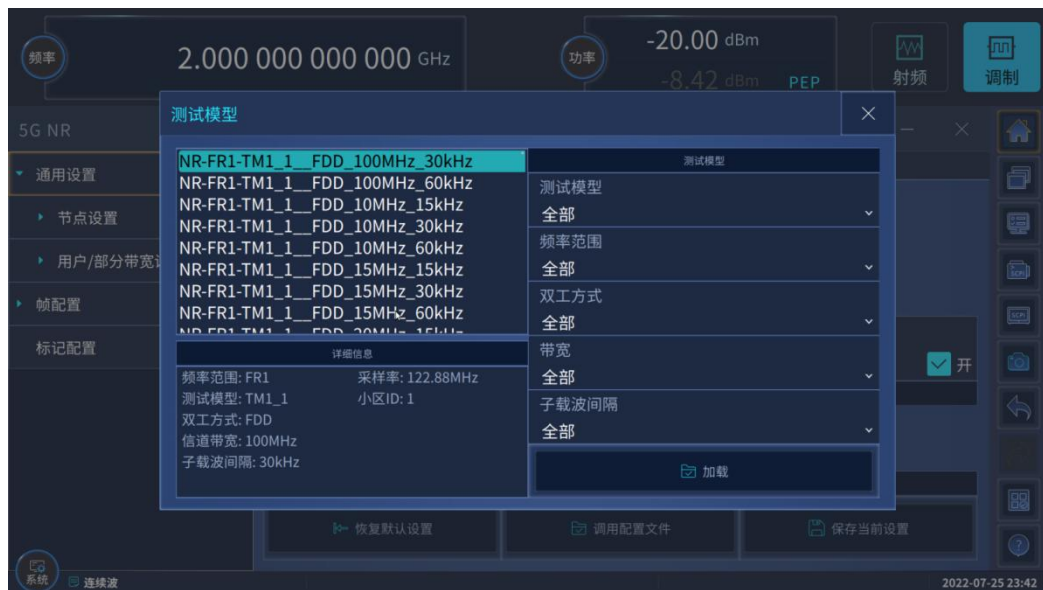 频率
2.000 000 000 000 GHz
功率
-20.00 dBm
-8.42 dBm PEP
射频
调制
5G NR
通用设置
节点设置
用户/部分带宽
帧配置
标记配置
测试模型
NR-FR1-TM1_1__FDD_100MHz_30kHz
NR-FR1-TM1_1__FDD_100MHz_60kHz
NR-FR1-TM1_1__FDD_10MHz_15kHz
NR-FR1-TM1_1__FDD_10MHz_30kHz
NR-FR1-TM1_1__FDD_10MHz_60kHz
NR-FR1-TM1_1__FDD_15MHz_15kHz
NR-FR1-TM1_1__FDD_15MHz_30kHz
NR-FR1-TM1_1__FDD_15MHz_60kHz
NR-FR1-TM1_1__FDD_20MHz_15kHz
详细信息
频率范围: FR1 采样率: 122.88MHz
测试模型: TM1_1 小区ID: 1
双工方式: FDD
信道带宽: 100MHz
子载波间隔: 30kHz
测试模型
测试模型
全部
频率范围
全部
双工方式
全部
带宽
全部
子载波间隔
全部
加载
开
恢复默认设置
调用配置文件
保存当前设置
SCPI
SCPI
系统
连续波
2022-07-25 23:42